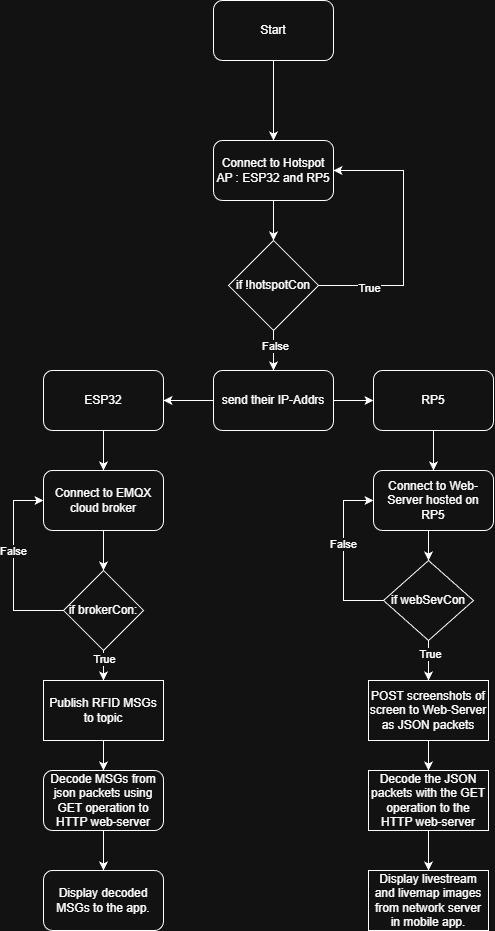 Start
Connect to Hotspot
AP : ESP32 and RP5
if !hotspotCon
True
False
ESP32
send their IP-Addrs
RP5
Connect to EMQX
cloud broker
Connect to Web-
Server hosted on
RP5
False
False
if brokerCon:
if webSevCon
True
True
Publish RFID MSGs
to topic
POST screenshots of
screen to Web-Server
as JSON packets
Decode MSGs from
json packets using
GET operation to
HTTP web-server
Decode the JSON
packets with the GET
operation to the
HTTP web-server
Display decoded
MSGs to the app.
Display livestream
and livemap images
from network server
in mobile app.